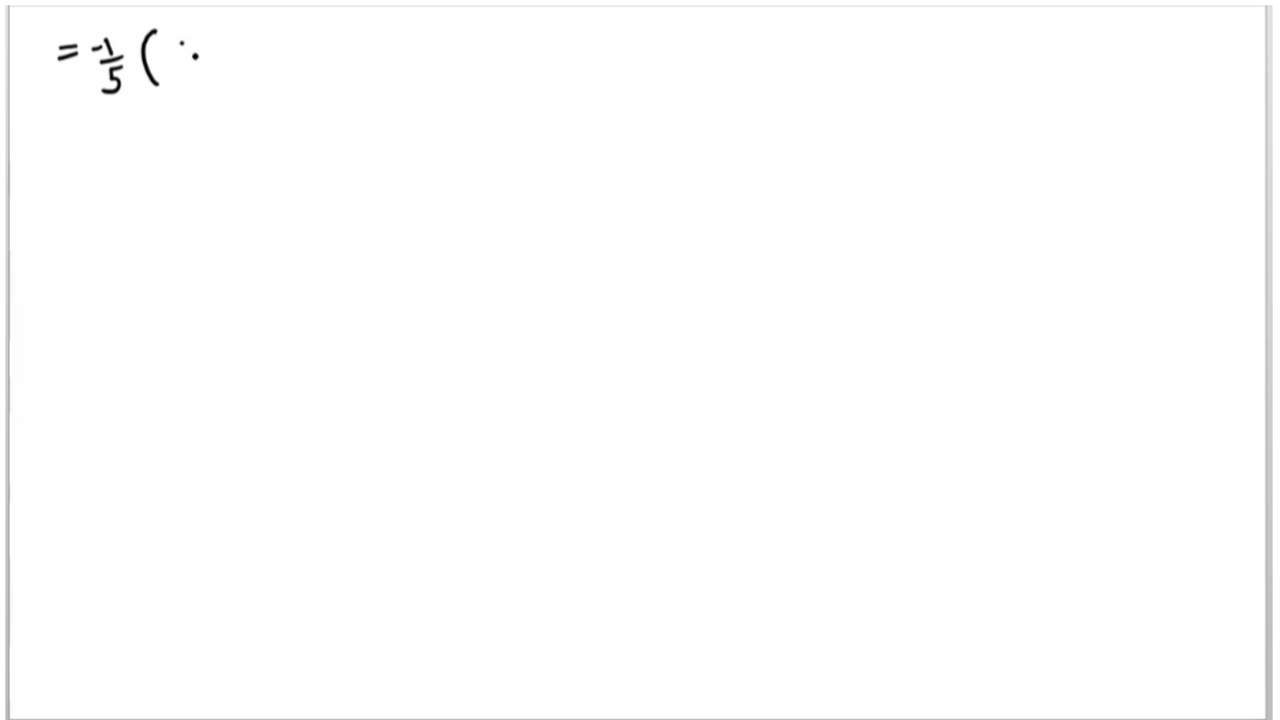 = -1/5 (